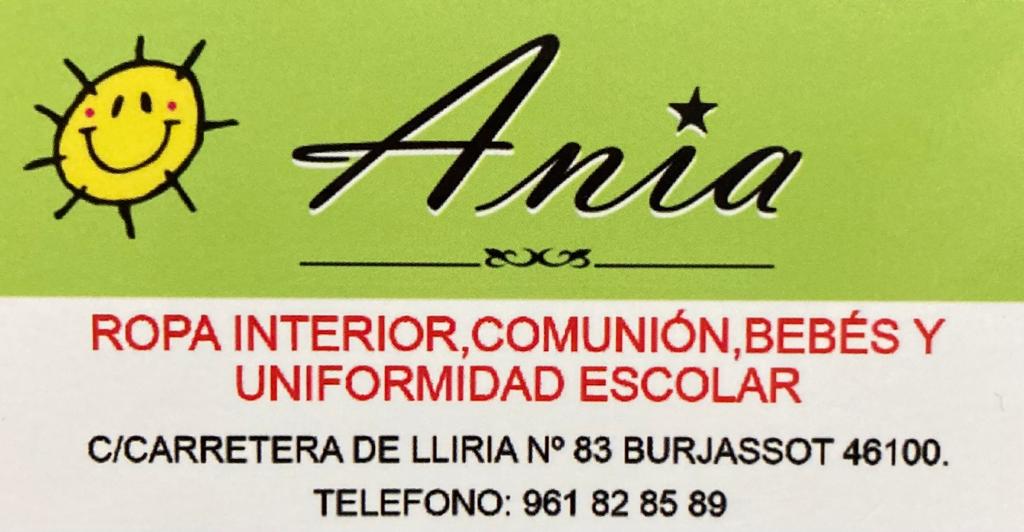 Ania
ROPA INTERIOR,COMUNIÓN,BEBÉS Y
UNIFORMIDAD ESCOLAR
C/CARRETERA DE LLIRIA Nº 83 BURJASSOT 46100.
TELEFONO: 961 82 85 89